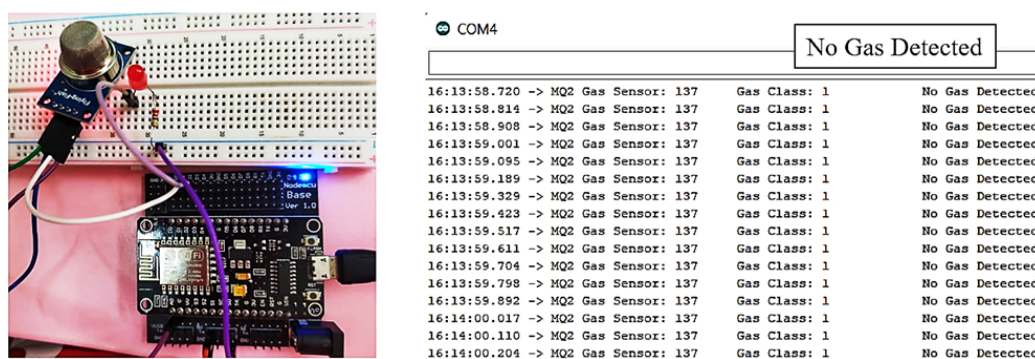 Flying-Fish
Nodemcu
Base
Ver 1.0
COM4
No Gas Detected
16:13:58.720 -> MQ2 Gas Sensor: 137 Gas Class: 1 No Gas Detected
16:13:58.814 -> MQ2 Gas Sensor: 137 Gas Class: 1 No Gas Detected
16:13:58.908 -> MQ2 Gas Sensor: 137 Gas Class: 1 No Gas Detected
16:13:59.001 -> MQ2 Gas Sensor: 137 Gas Class: 1 No Gas Detected
16:13:59.095 -> MQ2 Gas Sensor: 137 Gas Class: 1 No Gas Detected
16:13:59.189 -> MQ2 Gas Sensor: 137 Gas Class: 1 No Gas Detected
16:13:59.329 -> MQ2 Gas Sensor: 137 Gas Class: 1 No Gas Detected
16:13:59.423 -> MQ2 Gas Sensor: 137 Gas Class: 1 No Gas Detected
16:13:59.517 -> MQ2 Gas Sensor: 137 Gas Class: 1 No Gas Detected
16:13:59.611 -> MQ2 Gas Sensor: 137 Gas Class: 1 No Gas Detected
16:13:59.704 -> MQ2 Gas Sensor: 137 Gas Class: 1 No Gas Detected
16:13:59.798 -> MQ2 Gas Sensor: 137 Gas Class: 1 No Gas Detected
16:13:59.892 -> MQ2 Gas Sensor: 137 Gas Class: 1 No Gas Detected
16:14:00.017 -> MQ2 Gas Sensor: 137 Gas Class: 1 No Gas Detected
16:14:00.110 -> MQ2 Gas Sensor: 137 Gas Class: 1 No Gas Detected
16:14:00.204 -> MQ2 Gas Sensor: 137 Gas Class: 1 No Gas Detected